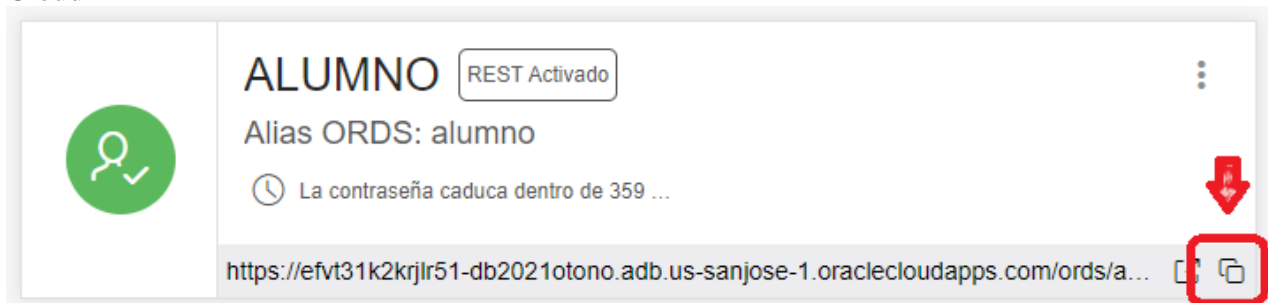 ALUMNO REST Activado
Alias ORDS: alumno
La contraseña caduca dentro de 359 ...
https://efvt31k2krjlr51-db2021otono.adb.us-sanjose-1.oraclecloudapps.com/ords/a...